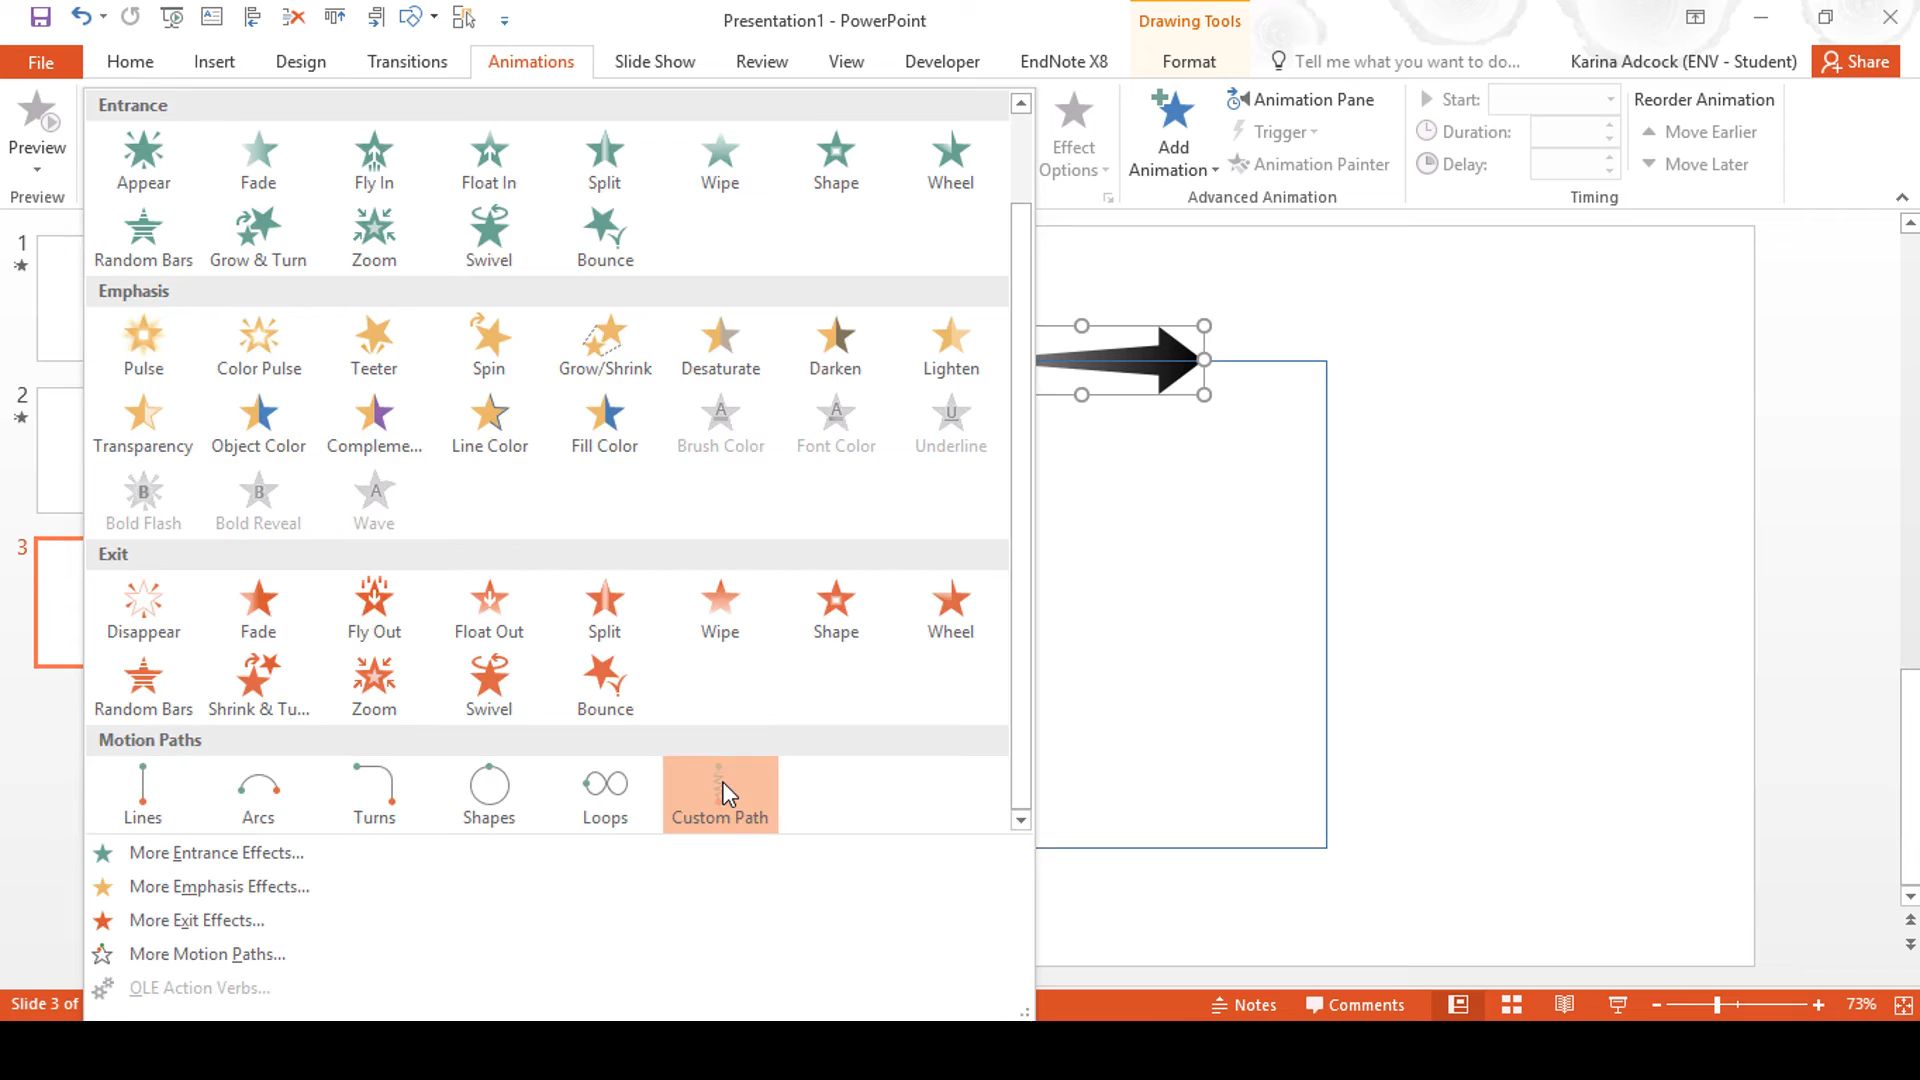 Presentation1 - PowerPoint
Drawing Tools
File Home Insert Design Transitions Animations Slide Show Review View Developer EndNote X8 Format Tell me what you want to do... Karina Adcock (ENV - Student) Share
Preview
Preview
Effect Options
Add Animation
Animation Pane
Trigger
Animation Painter
Advanced Animation
Start:
Duration:
Delay:
Timing
Reorder Animation
Move Earlier
Move Later
Entrance
Appear Fade Fly In Float In Split Wipe Shape Wheel
Random Bars Grow & Turn Zoom Swivel Bounce
Emphasis
Pulse Color Pulse Teeter Spin Grow/Shrink Desaturate Darken Lighten
Transparency Object Color Compleme... Line Color Fill Color Brush Color Font Color Underline
Bold Flash Bold Reveal Wave
Exit
Disappear Fade Fly Out Float Out Split Wipe Shape Wheel
Random Bars Shrink & Tu... Zoom Swivel Bounce
Motion Paths
Lines Arcs Turns Shapes Loops Custom Path
More Entrance Effects...
More Emphasis Effects...
More Exit Effects...
More Motion Paths...
OLE Action Verbs...
1
2
3
Slide 3 of
Notes Comments 73%